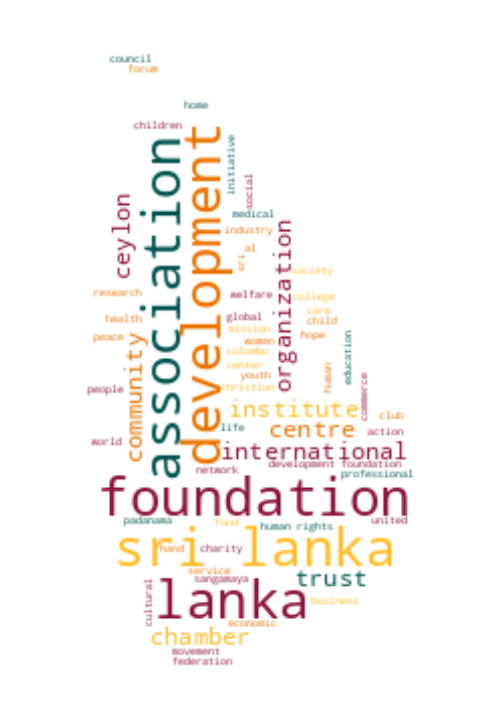 council
forum
home
children
association
development
initiative
social
ceylon
medical
industry
organization
al
sri
society
research
welfare
college
care
health
global
child
mission
peace
women
hope
community
colombo
education
center
youth
human
commerce
people
christian
institute
club
life
centre
action
world
international
network
development foundation
professional
foundation
padanama
fund
human rights
united
sri lanka
hand
charity
service
sangamaya
trust
cultural
lanka
business
economic
chamber
movement
federation